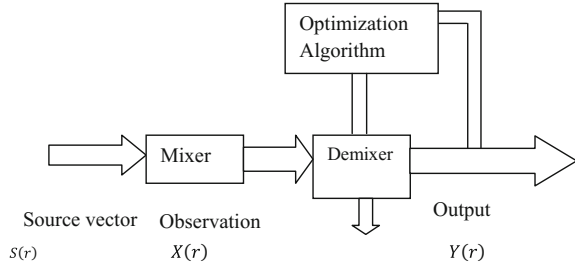 Optimization
Algorithm
Mixer
Demixer
Source vector
Observation
Output
S(r)
X(r)
Y(r)